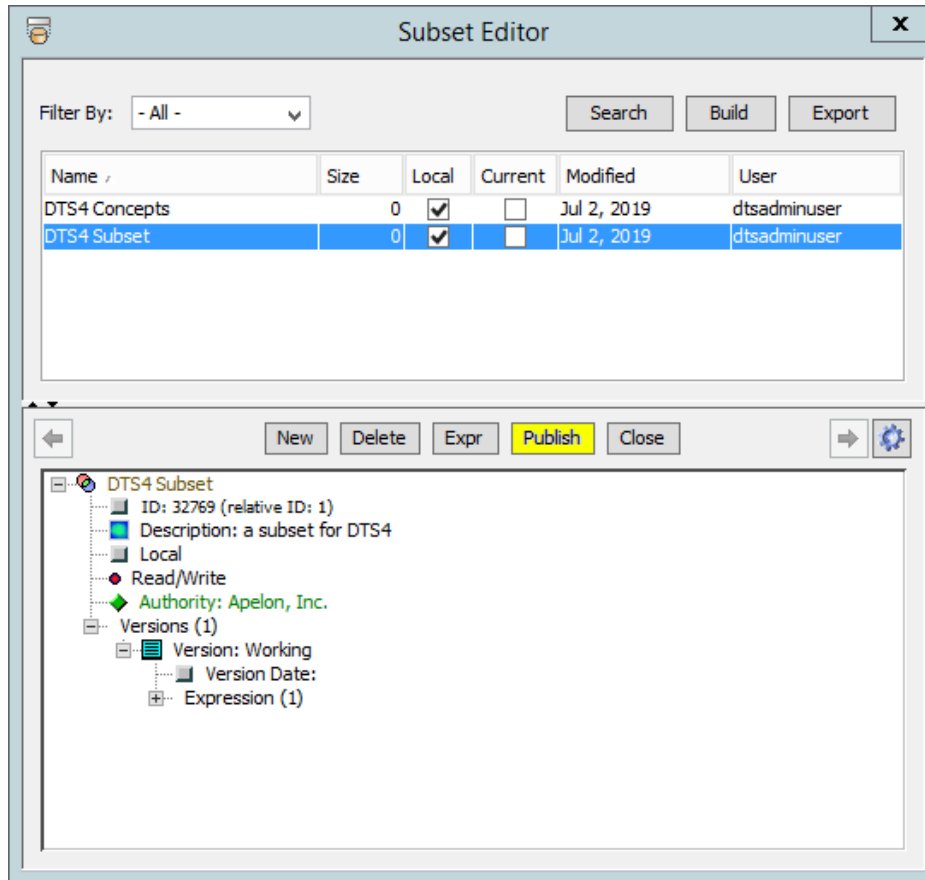 Subset Editor
x
Filter By: - All - Search Build Export
Name Size Local Current Modified User
DTS4 Concepts 0 Jul 2, 2019 dtsadminuser
DTS4 Subset 0 Jul 2, 2019 dtsadminuser
New Delete Expr Publish Close
DTS4 Subset
ID: 32769 (relative ID: 1)
Description: a subset for DTS4
Local
Read/Write
Authority: Apelon, Inc.
Versions (1)
Version: Working
Version Date:
Expression (1)